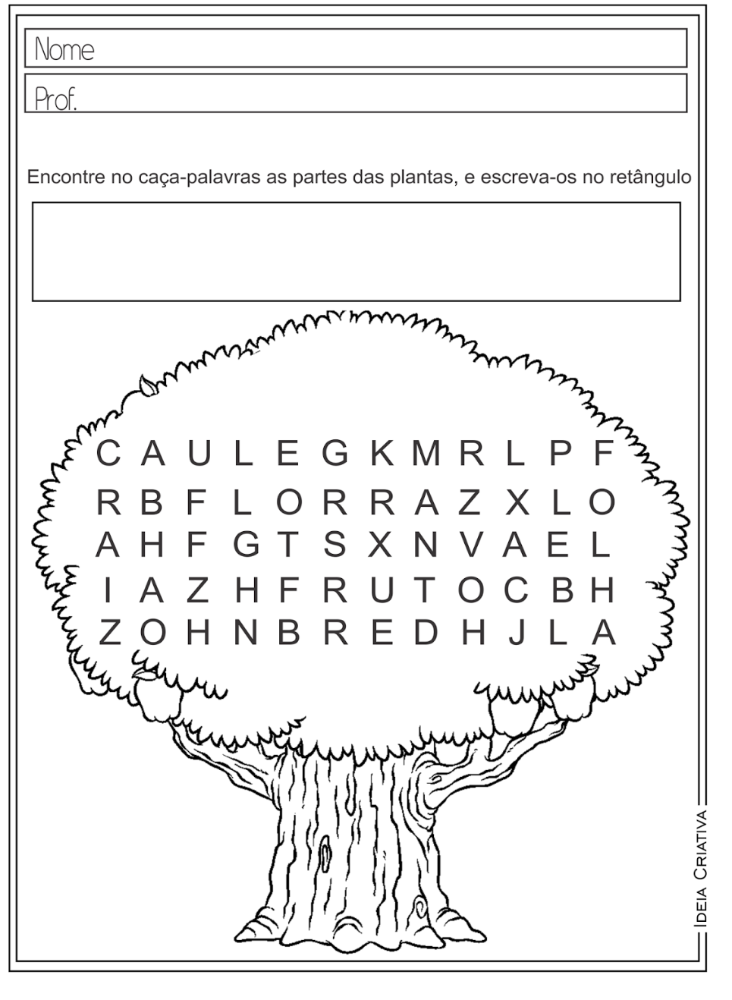 Nome
Prof.
Encontre no caça-palavras as partes das plantas, e escreva-os no retângulo
C A U L E G K M R L P F
R B F L O R R A Z X L O
A H F G T S X N V A E L
I A Z H F R U T O C B H
Z O H N B R E D H J L A
IDEIA CRIATIVA